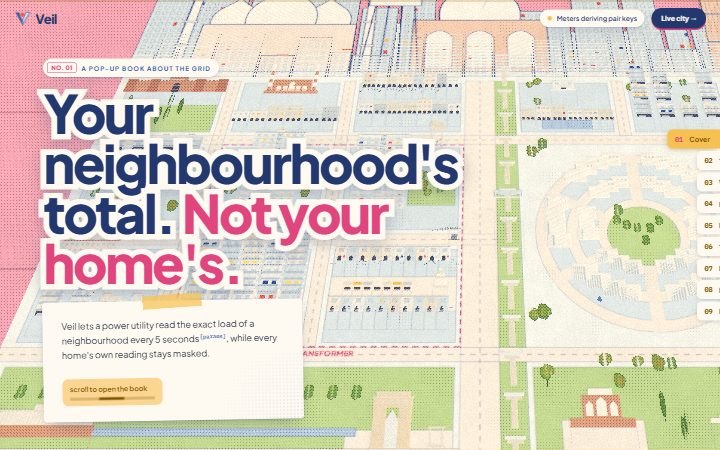 Veil
Meters deriving pair keys
Live city →
NO. 01 A POP-UP BOOK ABOUT THE GRID
Your
neighbourhood's
total. Not your
home's.
01 Cover
02
03
04
05
06
07
08
09
Veil lets a power utility read the exact load of a
neighbourhood every 5 seconds [params], while every
home's own reading stays masked.
scroll to open the book
ANSFORMER